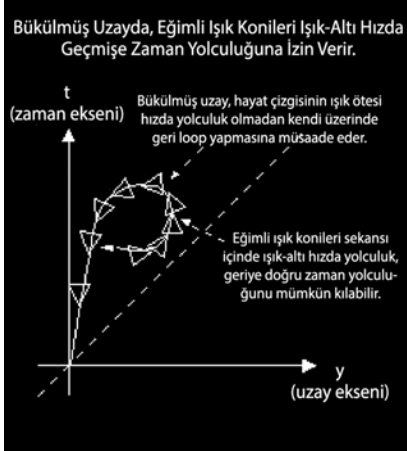 Bükülmüş Uzayda, Eğimli Işık Konileri Işık-Altı Hızda
Geçmişe Zaman Yolculuğuna İzin Verir.
t
(zaman ekseni)
Bükülmüş uzay, hayat çizgisinin ışık ötesi
hızda yolculuk olmadan kendi üzerinde
geri loop yapmasına müsaade eder.
Eğimli ışık konileri sekansı
içinde ışık-altı hızda yolculuk,
geriye doğru zaman yolculu-
ğunu mümkün kılabilir.
y
(uzay ekseni)